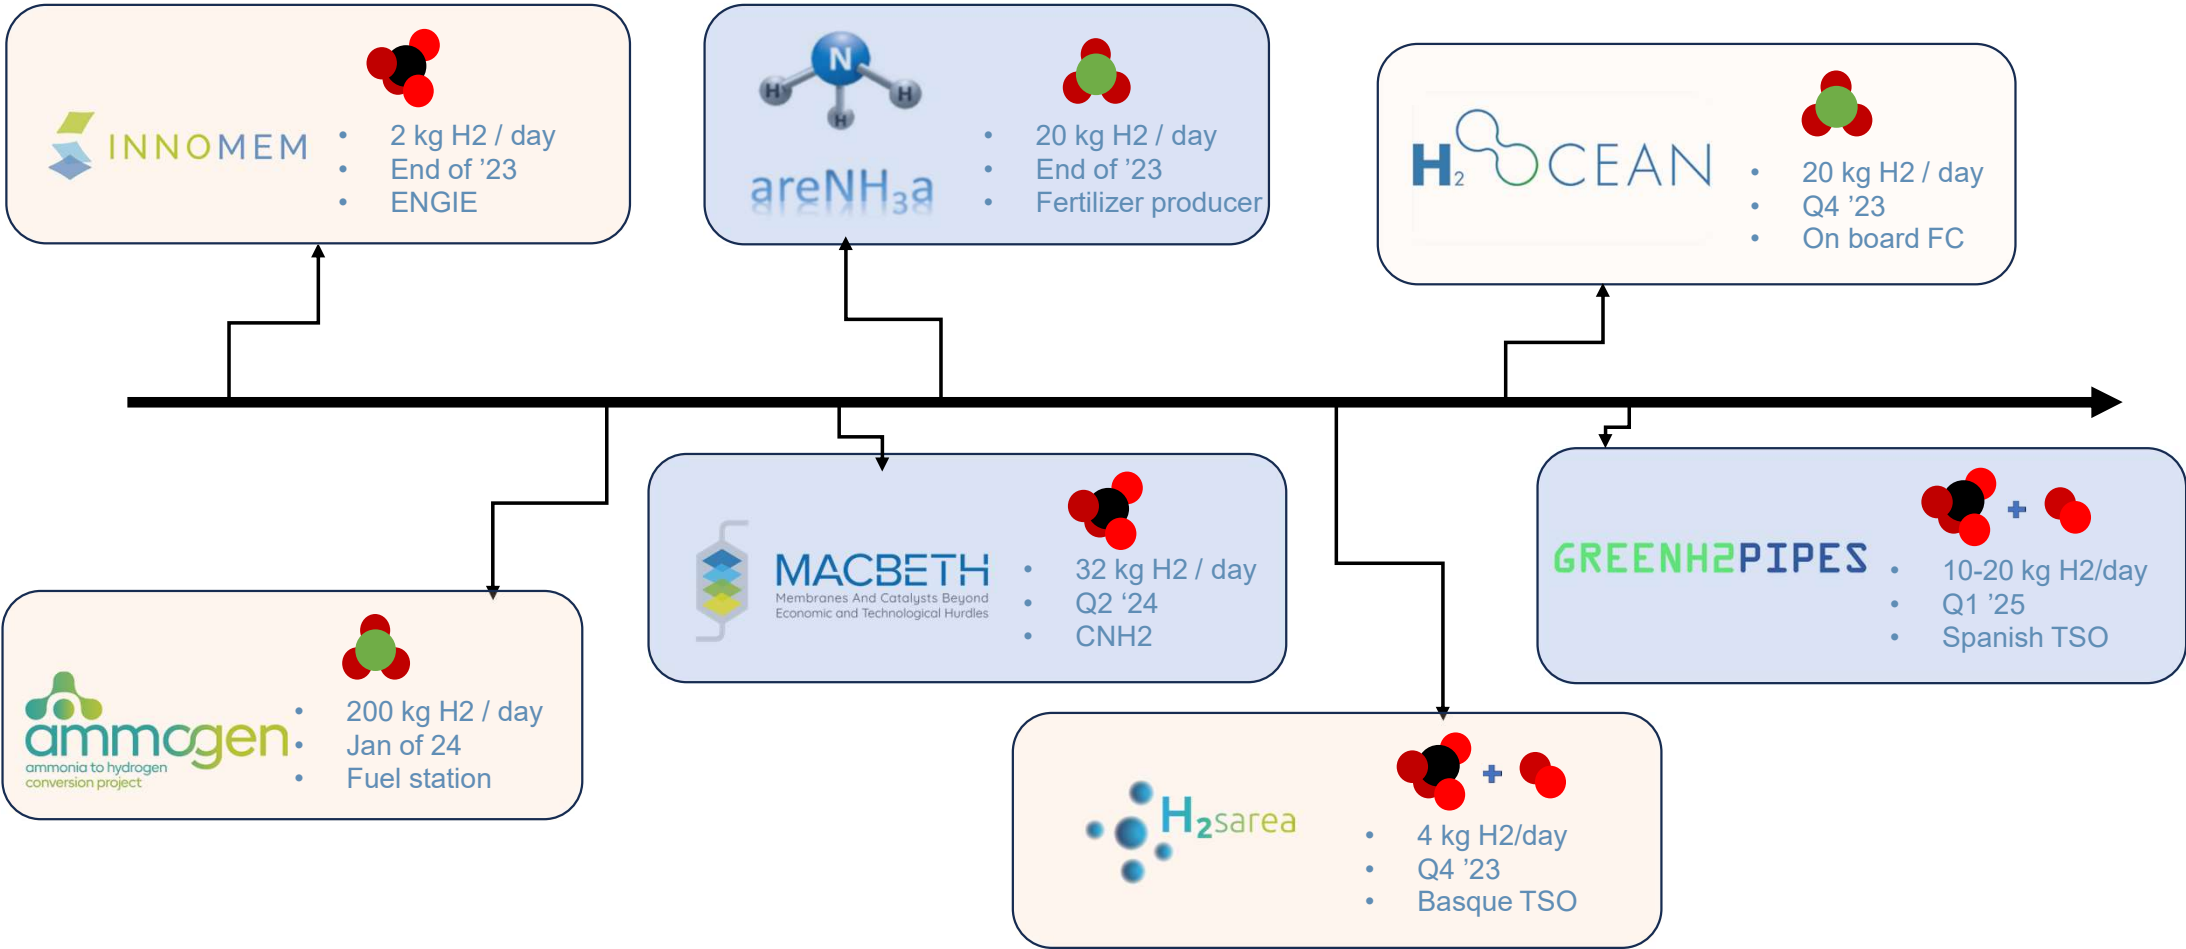 INNOMEM
• 2 kg H2 / day
• End of ’23
• ENGIE
N
H
H
H
areNH3a
• 20 kg H2 / day
• End of ’23
• Fertilizer producer
H2OCEAN
• 20 kg H2 / day
• Q4 ’23
• On board FC
ammogen
ammonia to hydrogen
conversion project
• 200 kg H2 / day
• Jan of 24
• Fuel station
MACBETH
Membranes And Catalysts Beyond
Economic and Technological Hurdles
• 32 kg H2 / day
• Q2 ‘24
• CNH2
H2sarea
• 4 kg H2/day
• Q4 ’23
• Basque TSO
GREENH2PIPES
• 10-20 kg H2/day
• Q1 ’25
• Spanish TSO